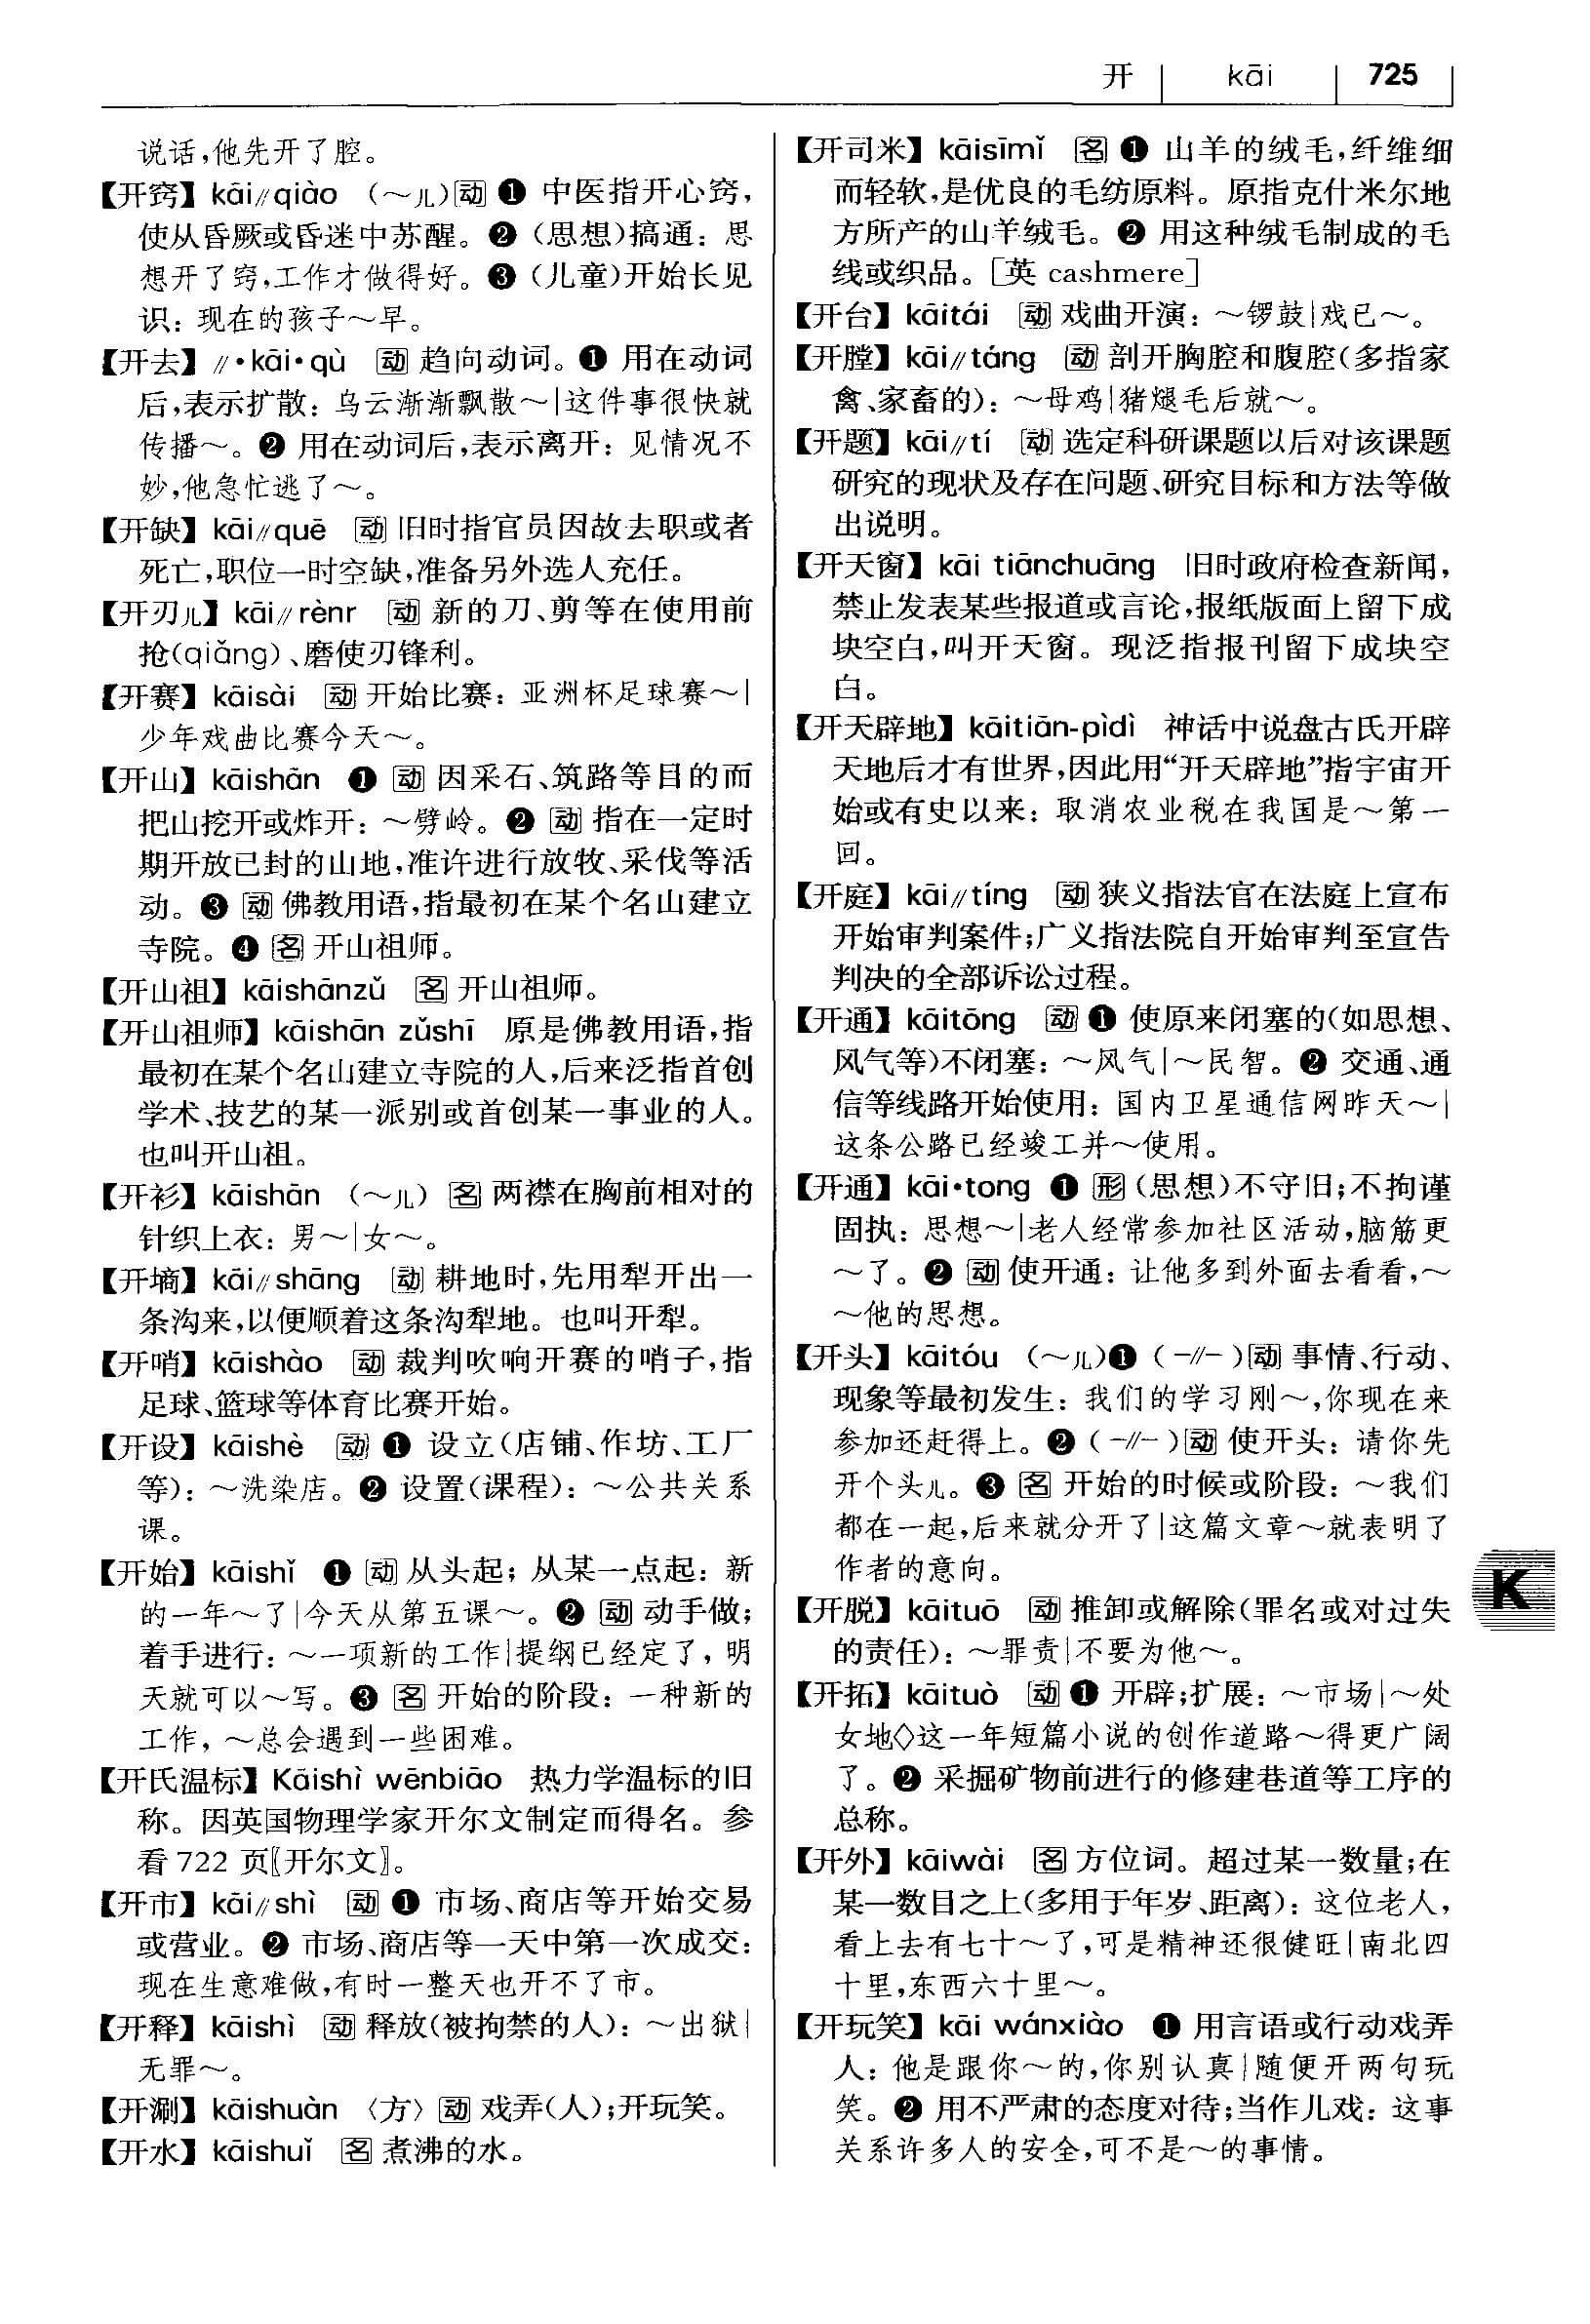 开 kāi 725
说话,他先开了腔。
【开窍】kāi//qiào （～儿）动 ❶ 中医指开心窍,
使从昏厥或昏迷中苏醒。❷（思想）搞通：思
想开了窍,工作才做得好。❸（儿童）开始长见
识：现在的孩子～早。
【开去】//·kāi·qù 动 趋向动词。❶ 用在动词
后,表示扩散：乌云渐渐飘散～|这件事很快就
传播～。❷ 用在动词后,表示离开：见情况不
妙,他急忙逃了～。
【开缺】kāi//quē 动 旧时指官员因故去职或者
死亡,职位一时空缺,准备另外选人充任。
【开刃儿】kāi//rènr 动 新的刀、剪等在使用前
抢(qiǎng)、磨使刃锋利。
【开赛】kāisài 动 开始比赛：亚洲杯足球赛～|
少年戏曲比赛今天～。
【开山】kāishān ❶ 动 因采石、筑路等目的而
把山挖开或炸开：～劈岭。❷ 动 指在一定时
期开放已封的山地,准许进行放牧、采伐等活
动。❸ 动 佛教用语,指最初在某个名山建立
寺院。❹ 名 开山祖师。
【开山祖】kāishānzǔ 名 开山祖师。
【开山祖师】kāishān zǔshī 原是佛教用语,指
最初在某个名山建立寺院的人,后来泛指首创
学术、技艺的某一派别或首创某一事业的人。
也叫开山祖。
【开衫】kāishān （～儿）名 两襟在胸前相对的
针织上衣：男～|女～。
【开墒】kāi//shāng 动 耕地时,先用犁开出一
条沟来,以便顺着这条沟犁地。也叫开犁。
【开哨】kāishào 动 裁判吹响开赛的哨子,指
足球、篮球等体育比赛开始。
【开设】kāishè 动 ❶ 设立(店铺、作坊、工厂
等)：～洗染店。❷ 设置(课程)：～公共关系
课。
【开始】kāishǐ ❶ 动 从头起；从某一点起：新
的一年～了|今天从第五课～。❷ 动 动手做；
着手进行：～一项新的工作|提纲已经定了，明
天就可以～写。❸ 名 开始的阶段：一种新的
工作，～总会遇到一些困难。
【开氏温标】Kāishì wēnbiāo 热力学温标的旧
称。因英国物理学家开尔文制定而得名。参
看 722 页〖开尔文〗。
【开市】kāi//shì 动 ❶ 市场、商店等开始交易
或营业。❷ 市场、商店等一天中第一次成交：
现在生意难做,有时一整天也开不了市。
【开释】kāishì 动 释放(被拘禁的人)：～出狱|
无罪～。
【开涮】kāishuàn 〈方〉动 戏弄(人)；开玩笑。
【开水】kāishuǐ 名 煮沸的水。
【开司米】kāisīmǐ 名 ❶ 山羊的绒毛,纤维细
而轻软,是优良的毛纺原料。原指克什米尔地
方所产的山羊绒毛。❷ 用这种绒毛制成的毛
线或织品。[英 cashmere]
【开台】kāitái 动 戏曲开演：～锣鼓|戏已～。
【开膛】kāi//táng 动 剖开胸腔和腹腔(多指家
禽、家畜的)：～母鸡|猪煺毛后就～。
【开题】kāi//tí 动 选定科研课题以后对该课题
研究的现状及存在问题、研究目标和方法等做
出说明。
【开天窗】kāi tiānchuāng 旧时政府检查新闻,
禁止发表某些报道或言论,报纸版面上留下成
块空白,叫开天窗。现泛指报刊留下成块空
白。
【开天辟地】kāitiān-pìdì 神话中说盘古氏开辟
天地后才有世界,因此用“开天辟地”指宇宙开
始或有史以来：取消农业税在我国是～第一
回。
【开庭】kāi//tíng 动 狭义指法官在法庭上宣布
开始审判案件；广义指法院自开始审判至宣告
判决的全部诉讼过程。
【开通】kāitōng 动 ❶ 使原来闭塞的(如思想、
风气等)不闭塞：～风气|～民智。❷ 交通、通
信等线路开始使用：国内卫星通信网昨天～|
这条公路已经竣工并～使用。
【开通】kāi·tong ❶ 形（思想）不守旧；不拘谨
固执：思想～|老人经常参加社区活动,脑筋更
～了。❷ 动 使开通：让他多到外面去看看,～
～他的思想。
【开头】kāitóu （～儿）❶（-//-）动 事情、行动、
现象等最初发生：我们的学习刚～,你现在来
参加还赶得上。❷（-//-）动 使开头：请你先
开个头儿。❸ 名 开始的时候或阶段：～我们
都在一起,后来就分开了|这篇文章～就表明了
作者的意向。
【开脱】kāituō 动 推卸或解除(罪名或对过失
的责任)：～罪责|不要为他～。
【开拓】kāituò 动 ❶ 开辟；扩展：～市场|～处
女地◇这一年短篇小说的创作道路～得更广阔
了。❷ 采掘矿物前进行的修建巷道等工序的
总称。
【开外】kāiwài 名 方位词。超过某一数量；在
某一数目之上(多用于年岁、距离)：这位老人,
看上去有七十～了,可是精神还很健旺|南北四
十里,东西六十里～。
【开玩笑】kāi wánxiào ❶ 用言语或行动戏弄
人：他是跟你～的,你别认真|随便开两句玩
笑。❷ 用不严肃的态度对待；当作儿戏：这事
关系许多人的安全,可不是～的事情。
K